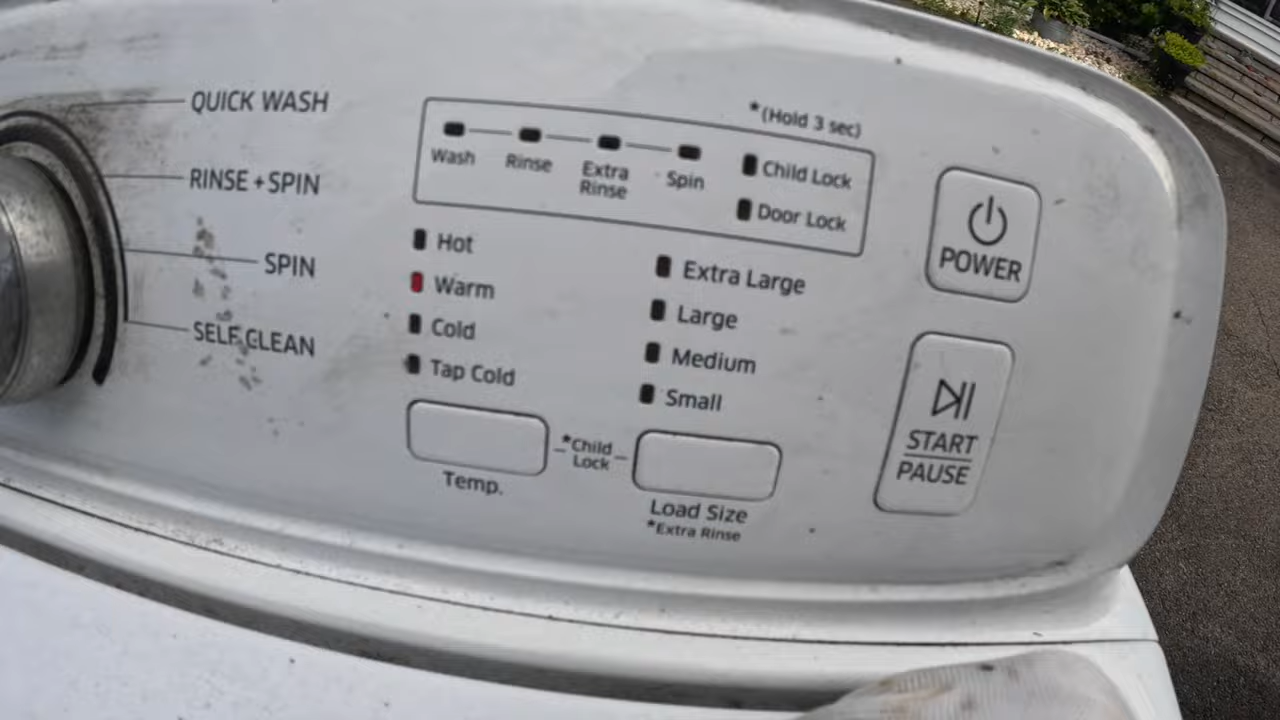 QUICK WASH
RINSE + SPIN
SPIN
SELF CLEAN
*(Hold 3 sec)
Wash
Rinse
Extra
Rinse
Spin
Child Lock
Door Lock
Hot
Warm
Cold
Tap Cold
Temp.
*Child
Lock
Extra Large
Large
Medium
Small
Load Size
*Extra Rinse
POWER
START
PAUSE